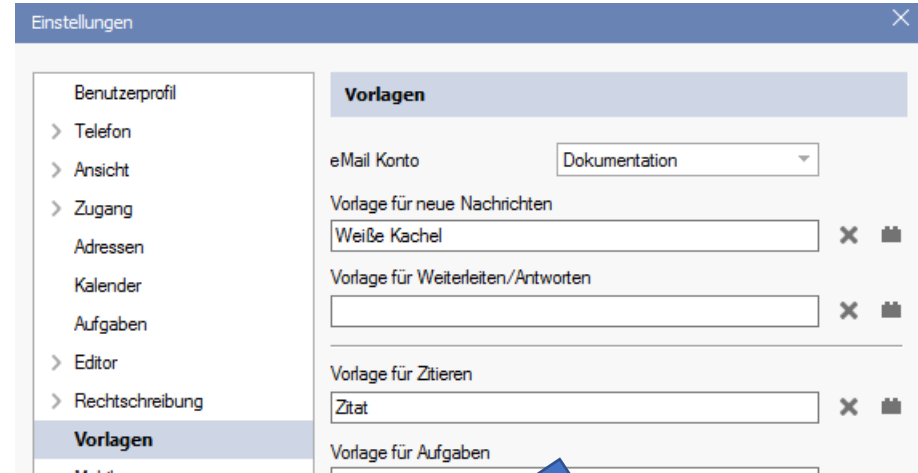 Einstellungen
Benutzerprofil
Telefon
Ansicht
Zugang
Adressen
Kalender
Aufgaben
Editor
Rechtschreibung
Vorlagen
Vorlagen
eMail Konto
Dokumentation
Vorlage für neue Nachrichten
Weiße Kachel
Vorlage für Weiterleiten/Antworten
Vorlage für Zitieren
Zitat
Vorlage für Aufgaben